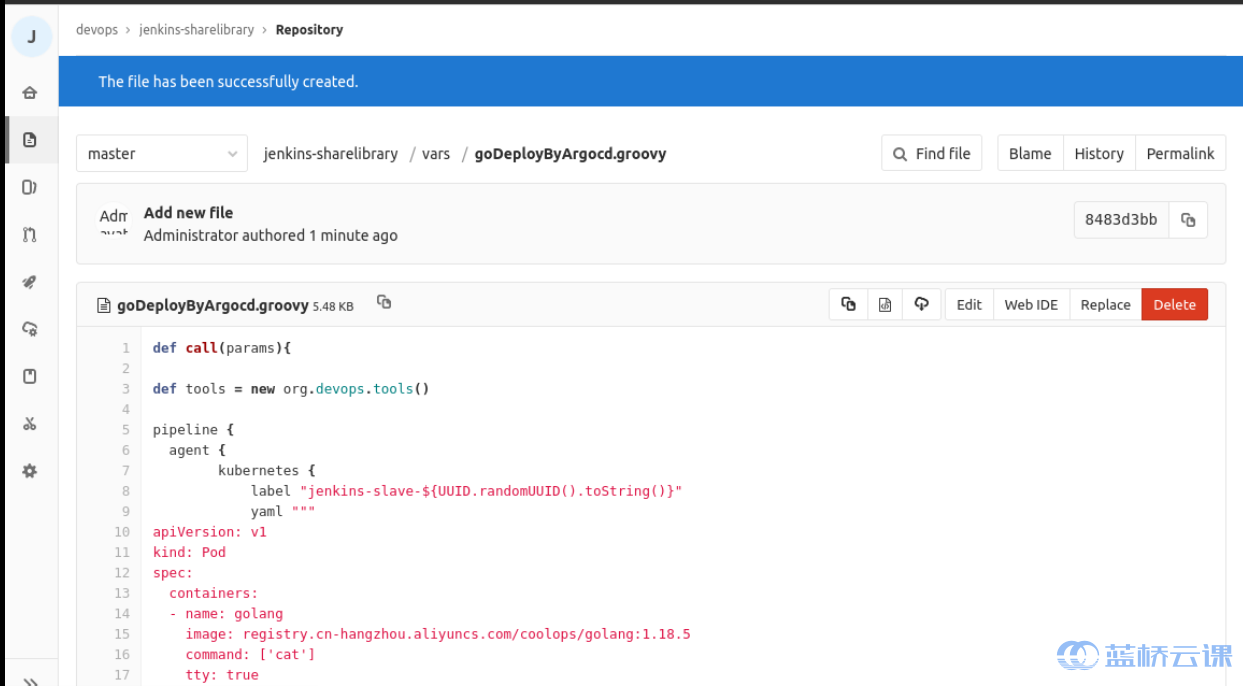 J
devops › jenkins-sharelibrary › Repository
The file has been successfully created.
master
jenkins-sharelibrary / vars / goDeployByArgocd.groovy
Find file
Blame
History
Permalink
Add new file
Administrator authored 1 minute ago
8483d3bb
goDeployByArgocd.groovy 5.48 KB
Edit
Web IDE
Replace
Delete
1 def call(params){
2
3 def tools = new org.devops.tools()
4
5 pipeline {
6 agent {
7 kubernetes {
8 label "jenkins-slave-${UUID.randomUUID().toString()}"
9 yaml """
10 apiVersion: v1
11 kind: Pod
12 spec:
13 containers:
14 - name: golang
15 image: registry.cn-hangzhou.aliyuncs.com/coolops/golang:1.18.5
16 command: ['cat']
17 tty: true
蓝桥云课